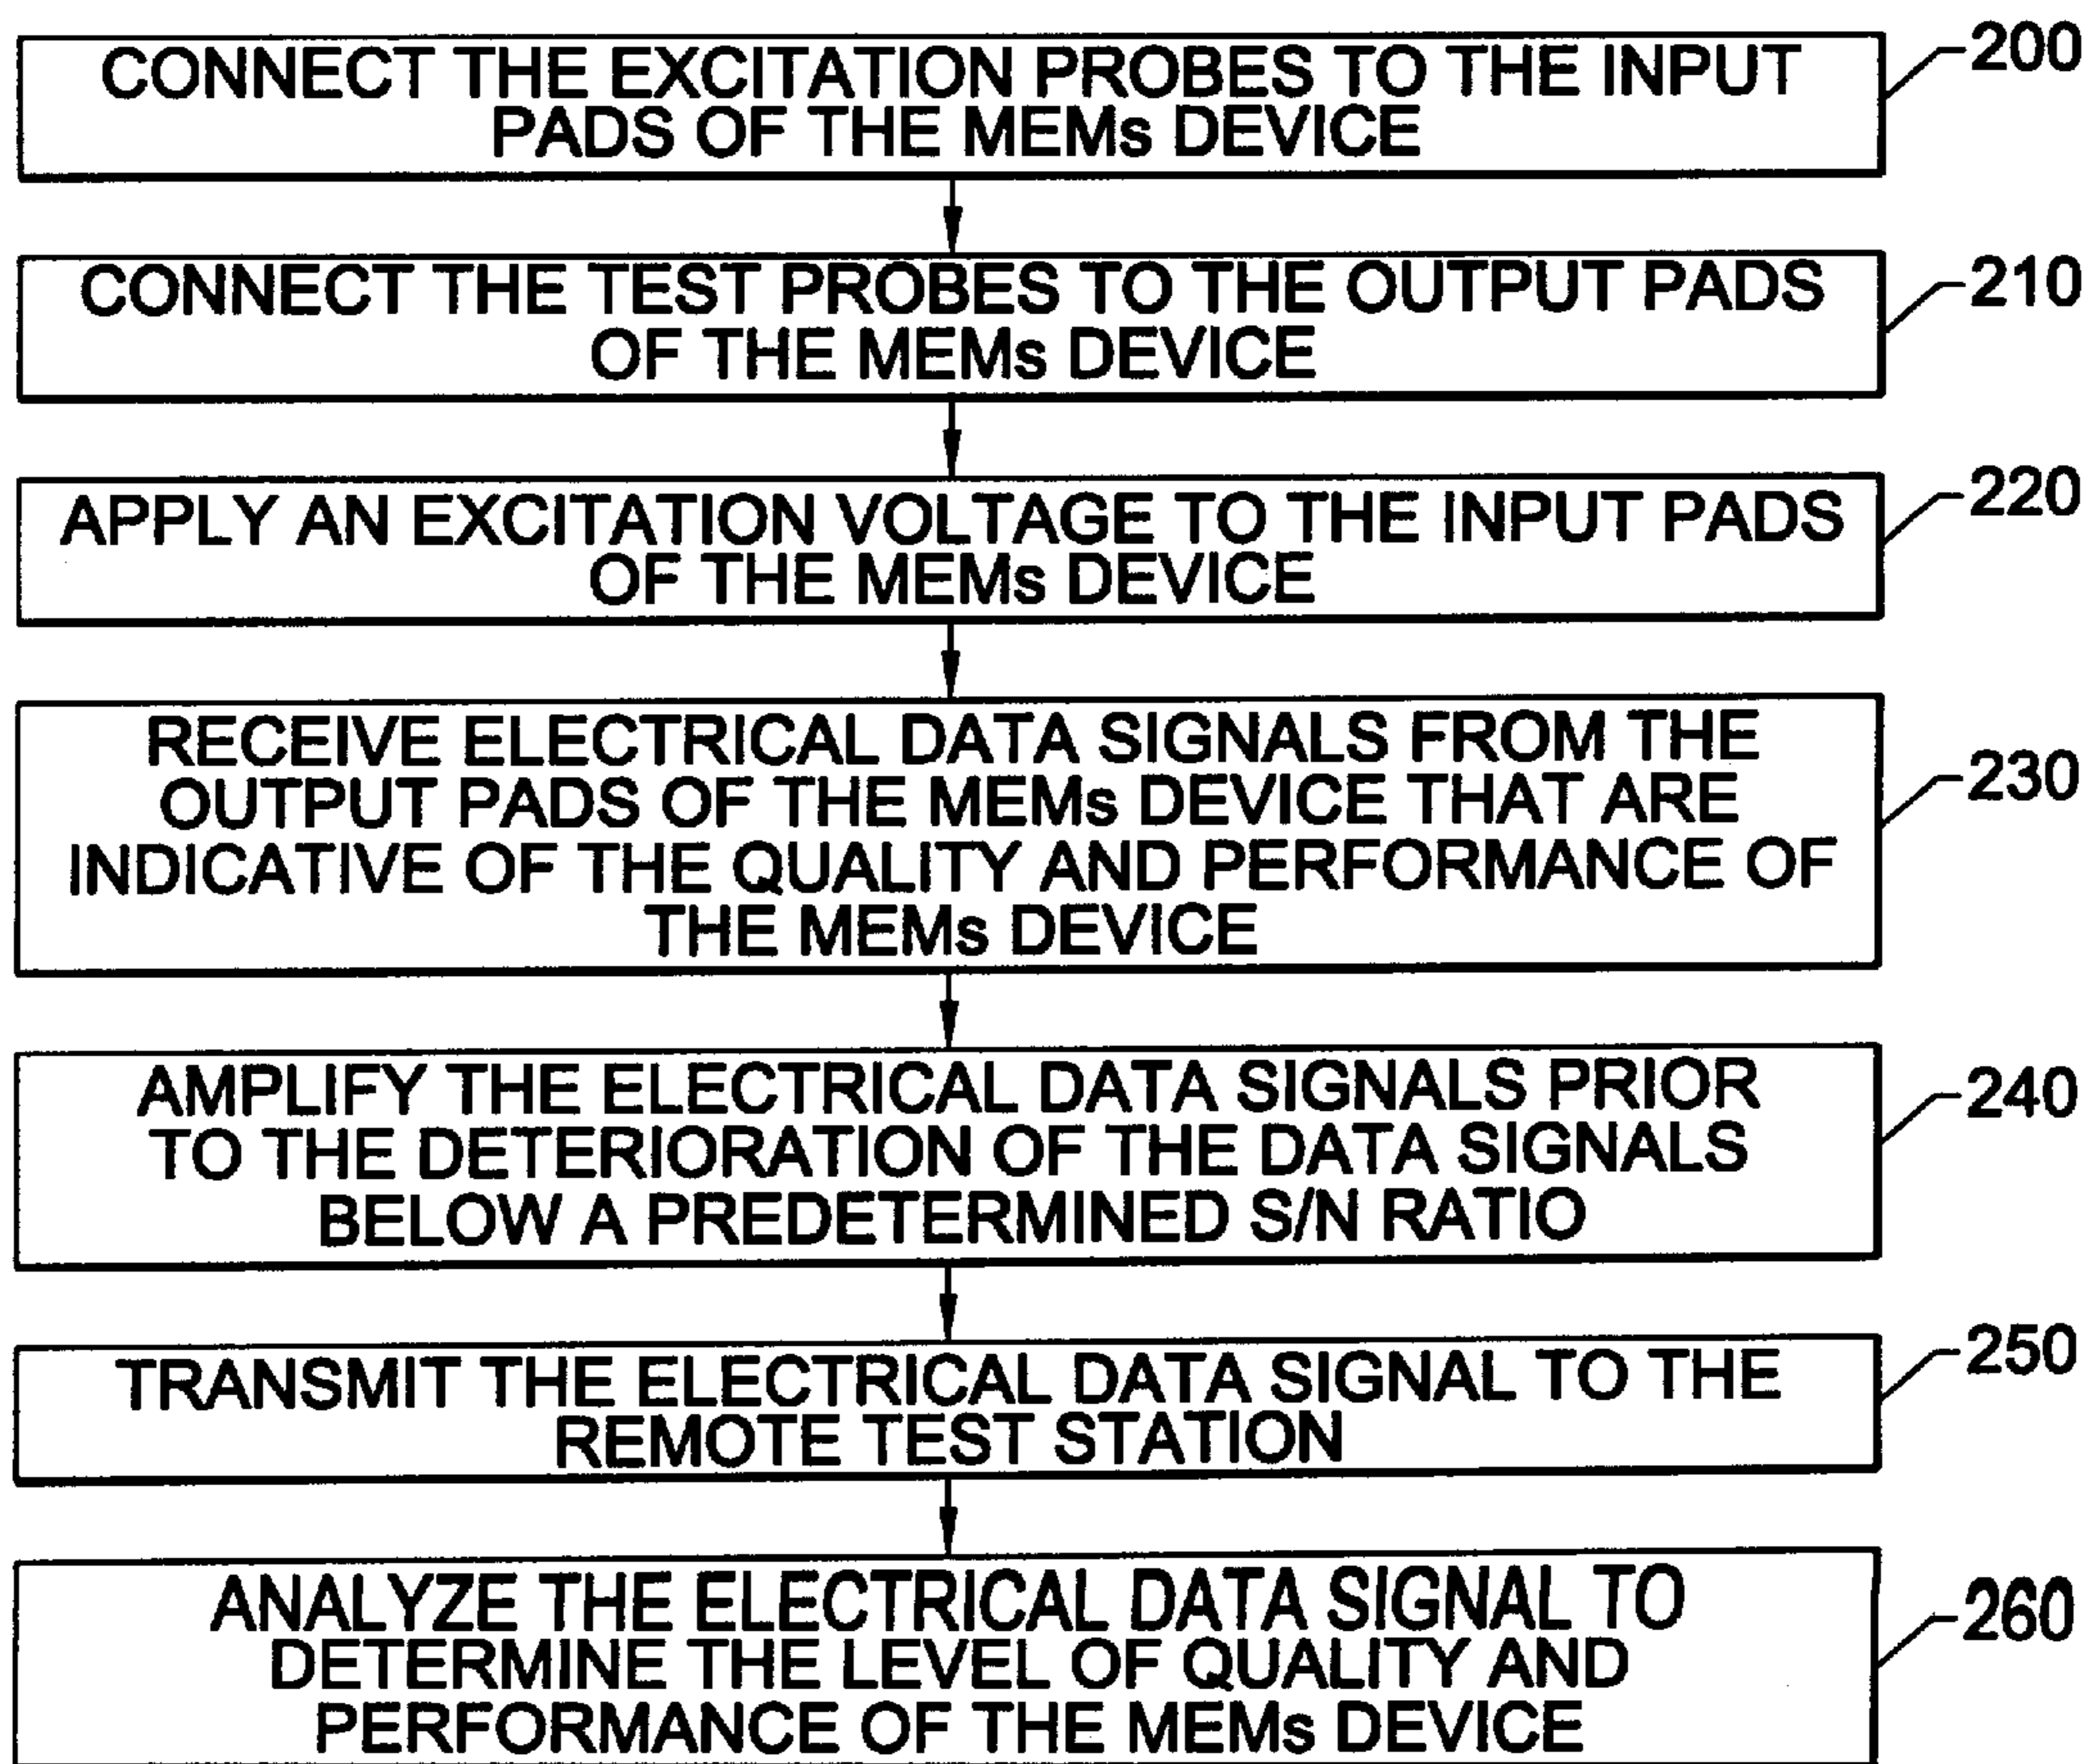 CONNECT THE EXCITATION PROBES TO THE INPUT
PADS OF THE MEMs DEVICE
200
CONNECT THE TEST PROBES TO THE OUTPUT PADS
OF THE MEMs DEVICE
210
APPLY AN EXCITATION VOLTAGE TO THE INPUT PADS
OF THE MEMs DEVICE
220
RECEIVE ELECTRICAL DATA SIGNALS FROM THE
OUTPUT PADS OF THE MEMs DEVICE THAT ARE
INDICATIVE OF THE QUALITY AND PERFORMANCE OF
THE MEMs DEVICE
230
AMPLIFY THE ELECTRICAL DATA SIGNALS PRIOR
TO THE DETERIORATION OF THE DATA SIGNALS
BELOW A PREDETERMINED S/N RATIO
240
TRANSMIT THE ELECTRICAL DATA SIGNAL TO THE
REMOTE TEST STATION
250
ANALYZE THE ELECTRICAL DATA SIGNAL TO
DETERMINE THE LEVEL OF QUALITY AND
PERFORMANCE OF THE MEMs DEVICE
260